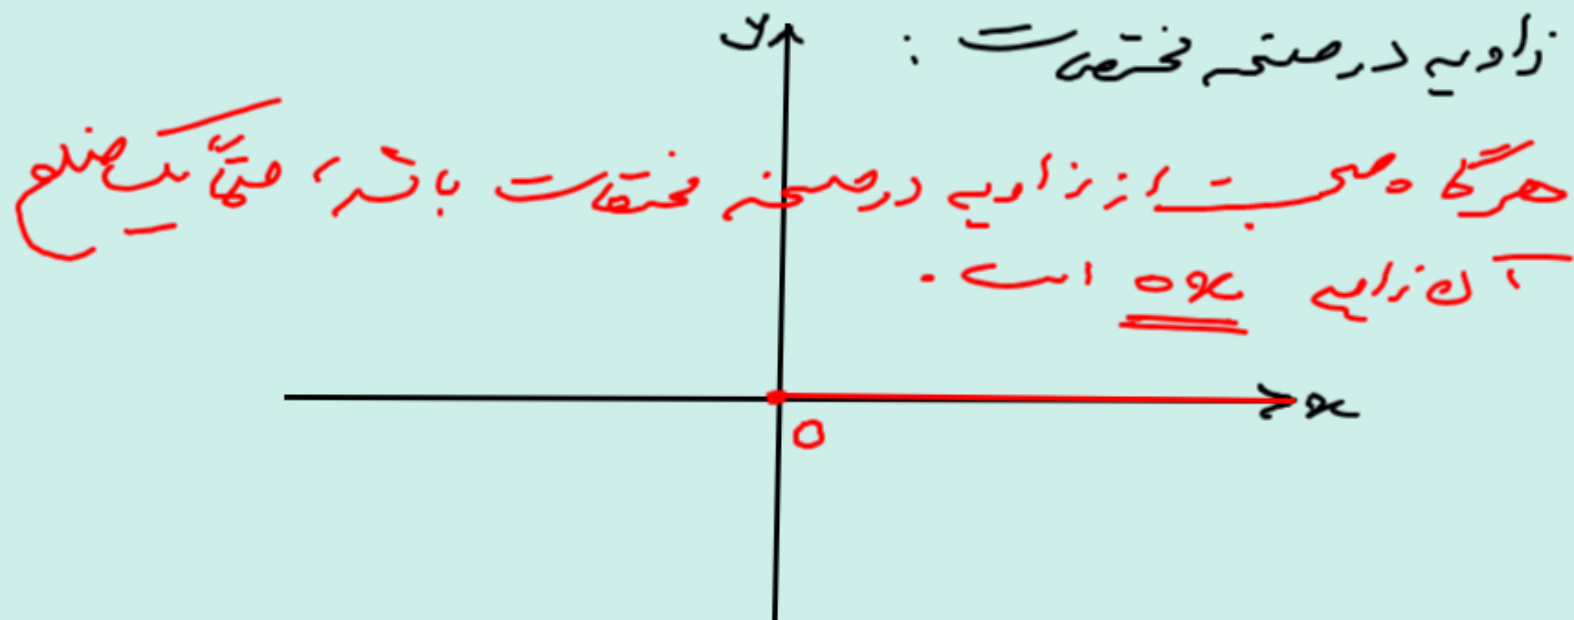 زاویه در صفحه مختصات :
y
هرگاه صحبت از زاویه در صفحه مختصات باشد، حتماً یک ضلع
آن زاویه ox است.
x
o